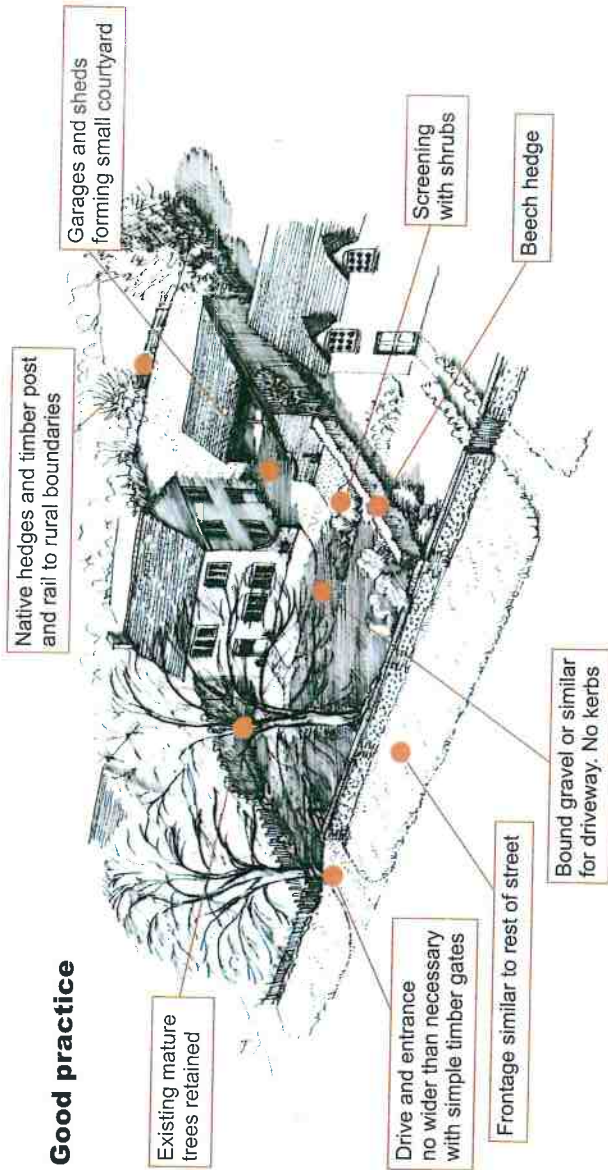 Good practice
Existing mature
trees retained
Native hedges and timber post
and rail to rural boundaries
Garages and sheds
forming small courtyard
Drive and entrance
no wider than necessary
with simple timber gates
Frontage similar to rest of street
Bound gravel or similar
for driveway. No kerbs
Screening
with shrubs
Beech hedge